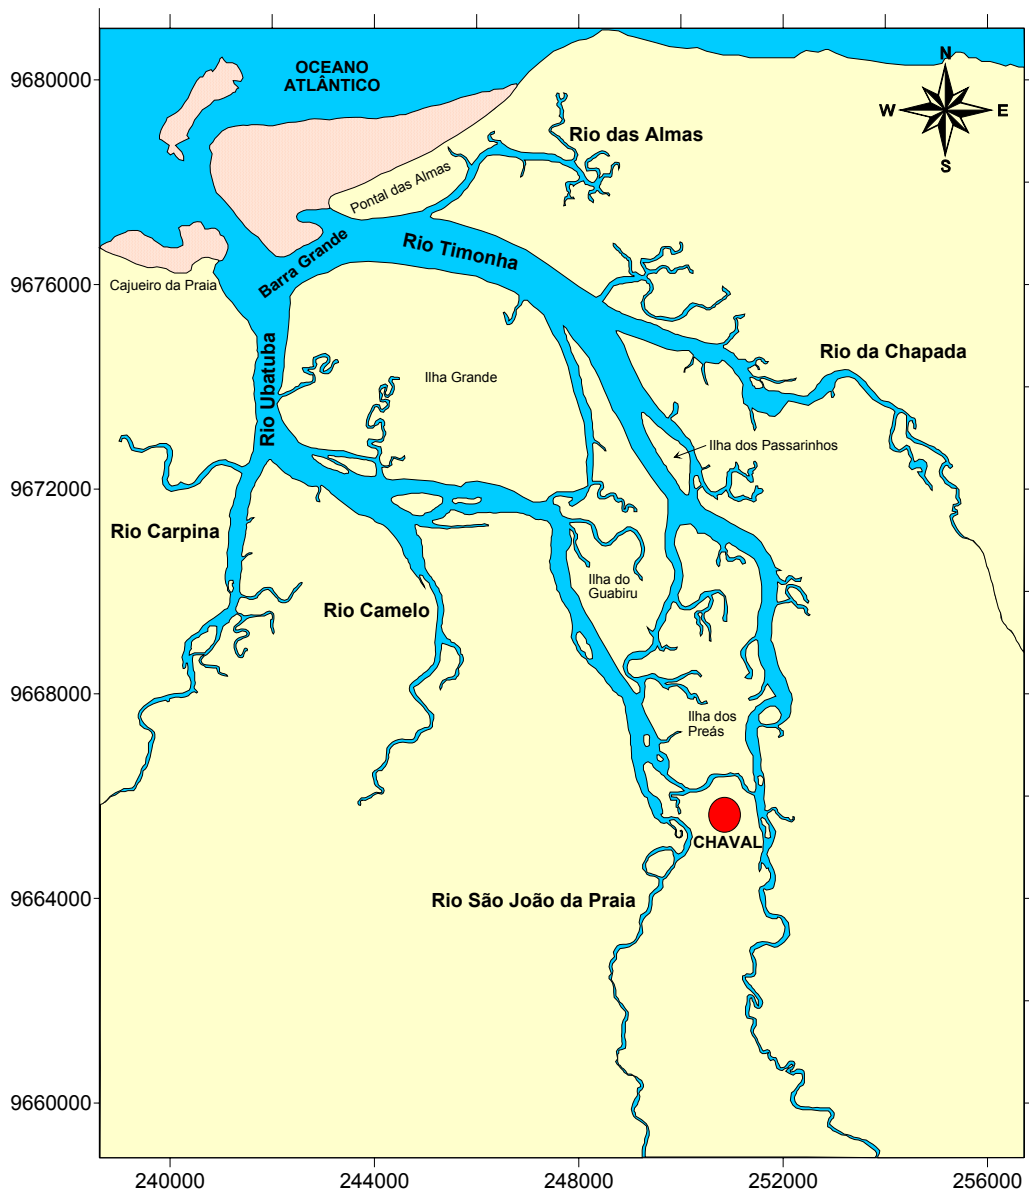 OCEANO
ATLÂNTICO
N
W
E
S
9680000
Rio das Almas
Pontal das Almas
Rio Timonha
Barra Grande
9676000
Cajueiro da Praia
Rio Ubatuba
Rio da Chapada
Ilha Grande
Ilha dos Passarinhos
9672000
Rio Carpina
Ilha do
Guabiru
Rio Camelo
9668000
Ilha dos
Preás
CHAVAL
9664000
Rio São João da Praia
9660000
240000
244000
248000
252000
256000